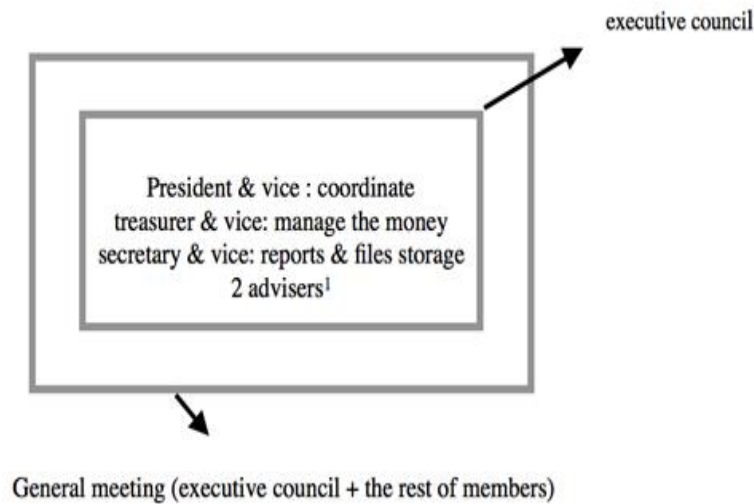 executive council
President & vice : coordinate
treasurer & vice: manage the money
secretary & vice: reports & files storage
2 advisers¹
General meeting (executive council + the rest of members)